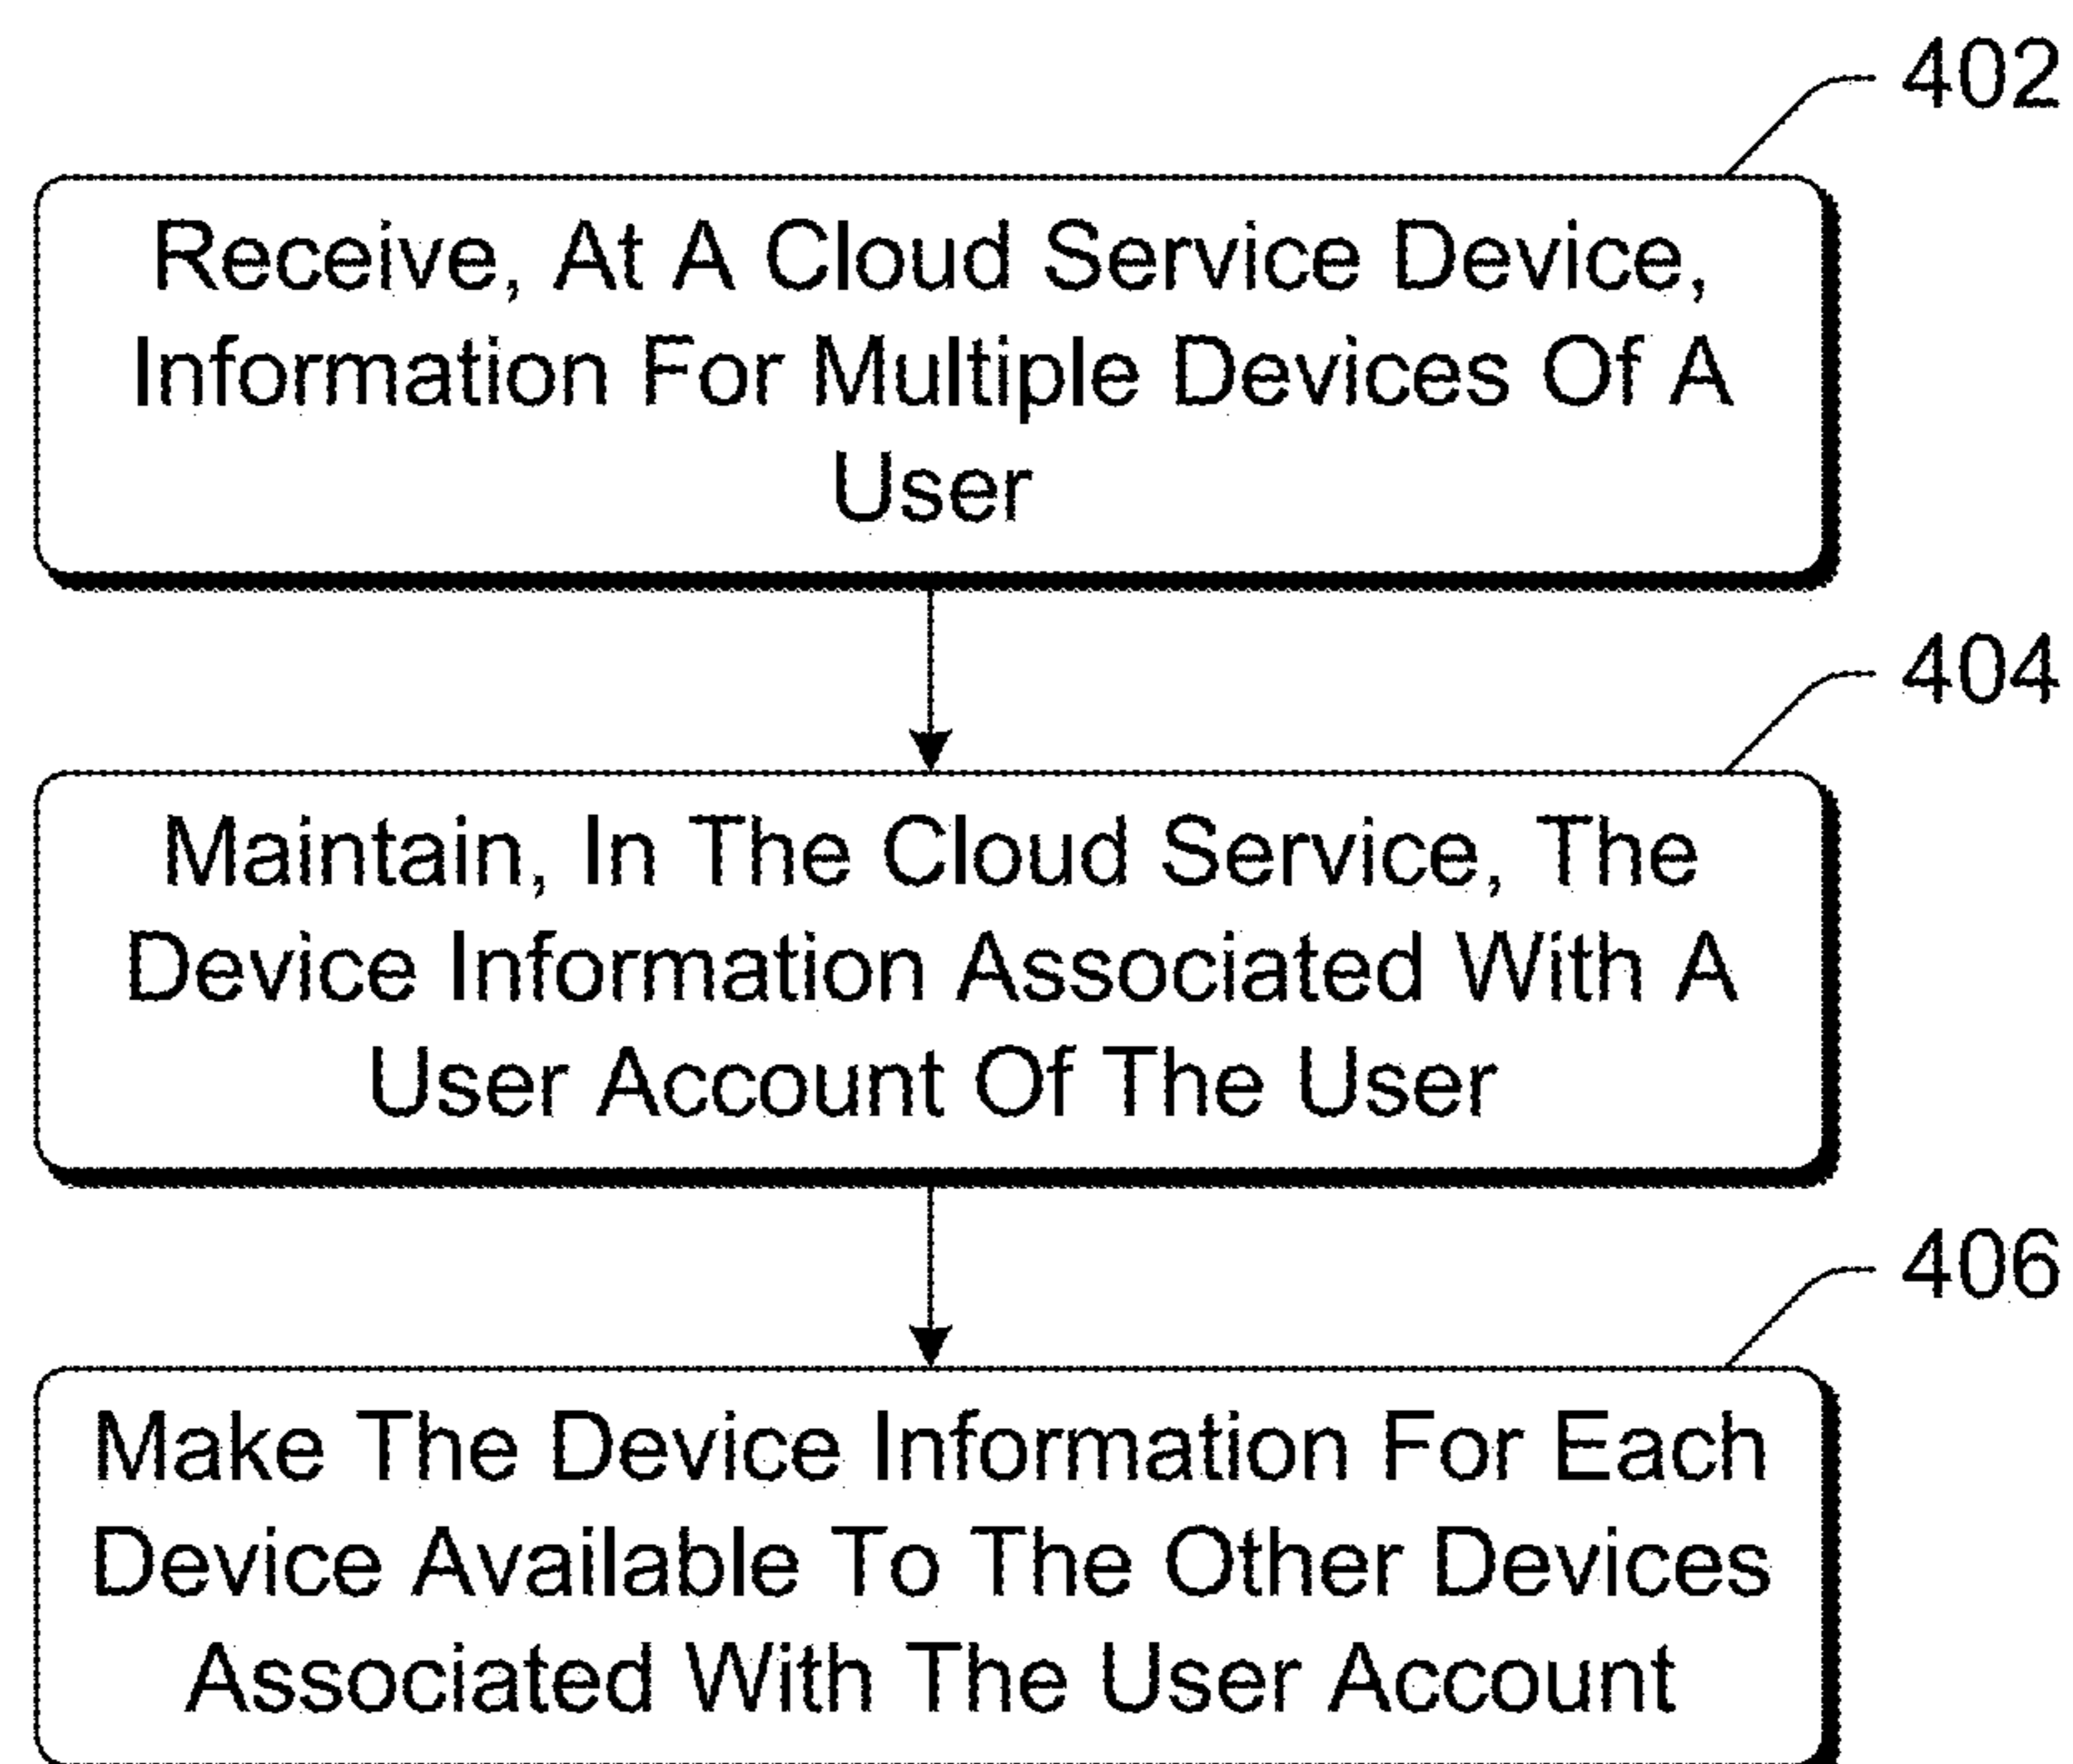 402
Receive, At A Cloud Service Device,
Information For Multiple Devices Of A
User
404
Maintain, In The Cloud Service, The
Device Information Associated With A
User Account Of The User
406
Make The Device Information For Each
Device Available To The Other Devices
Associated With The User Account